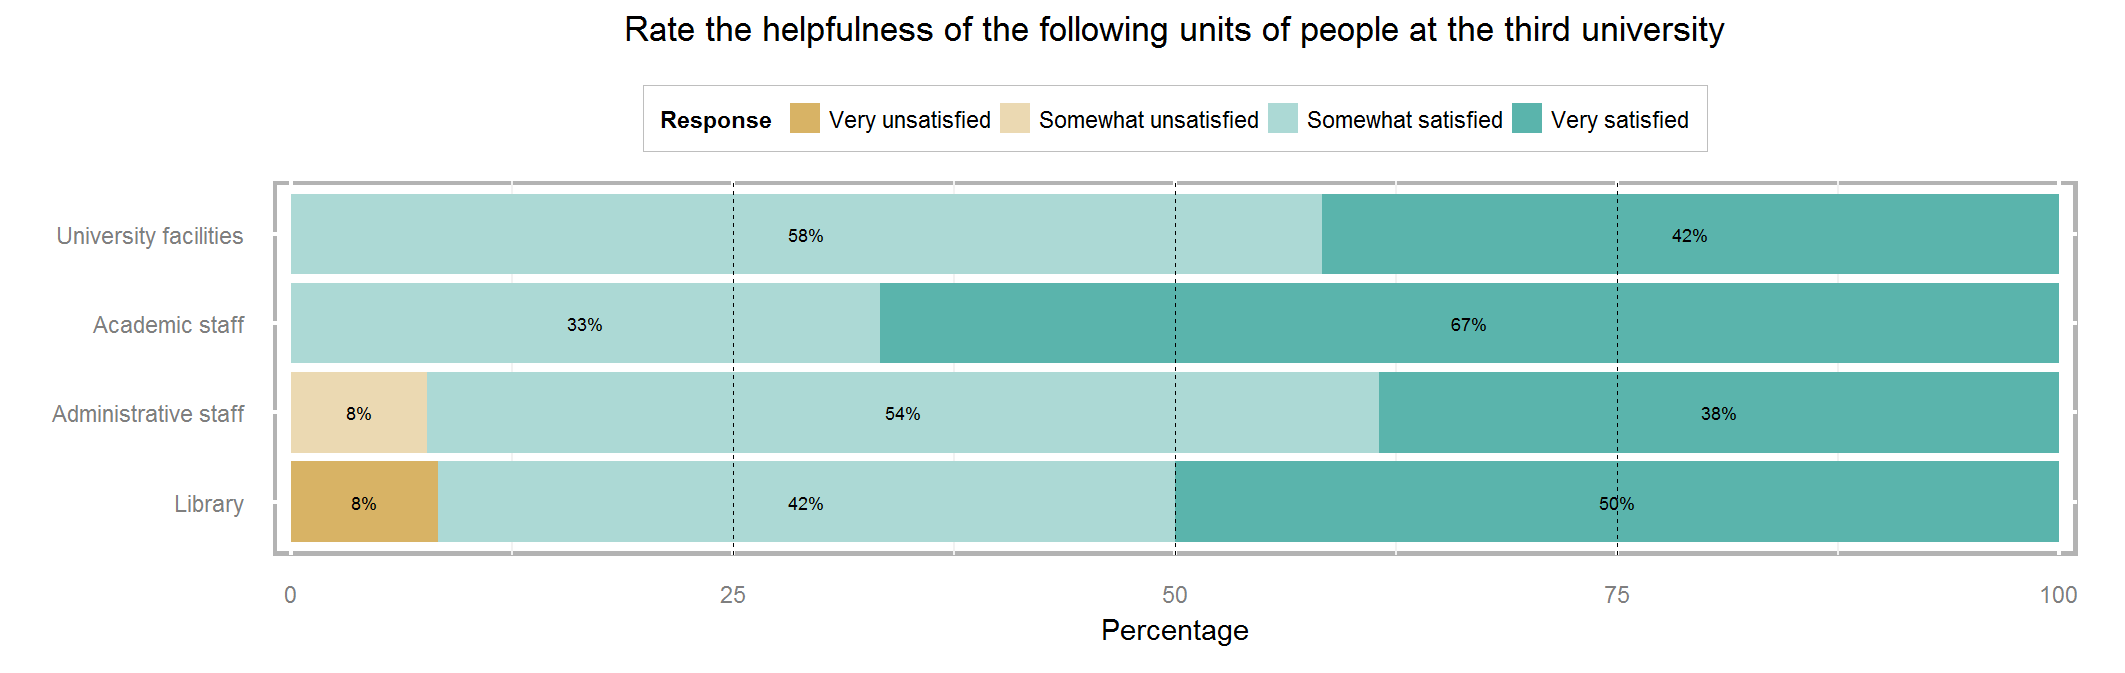 Rate the helpfulness of the following units of people at the third university
Response Very unsatisfied Somewhat unsatisfied Somewhat satisfied Very satisfied
University facilities 58% 42%
Academic staff 33% 67%
Administrative staff 8% 54% 38%
Library 8% 42% 50%
0 25 50 75 100
Percentage